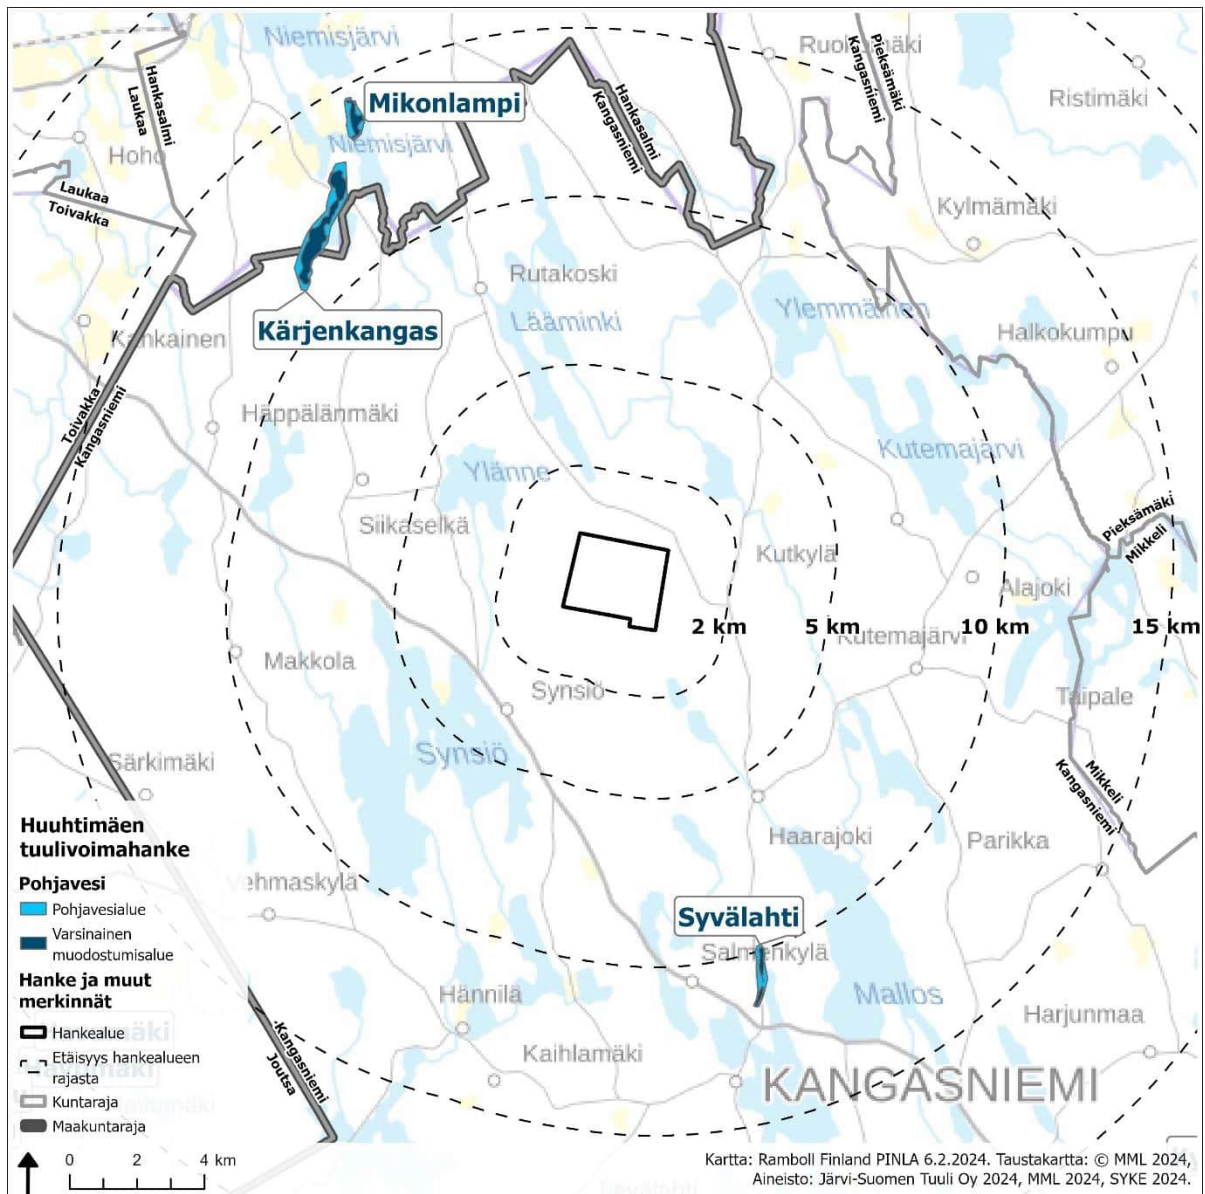 Niemisjärvi
Ruokomäki
Pieksämäki
Kangasniemi
Hankasalmi
Laukaa
Mikonlampi
Hankasalmi
Kangasniemi
Ristimäki
Hoho
Niemisjärvi
Laukaa
Toivakka
Kylmämäki
Rutakoski
Ylemmäinen
Lääminki
Kärjenkangas
Kankainen
Halkokumpu
Toivakka
Kangasniemi
Häppälänmäki
Kutemajärvi
Ylänne
Siikaselkä
Pieksämäki
Mikkeli
Kutkylä
Alajoki
2 km
5 km
10 km
15 km
Kutemajärvi
Makkola
Synsiö
Taipale
Synsiö
Särkimäki
Mikkeli
Kangasniemi
Haarajoki
Parikka
Vehmaskylä
Syvälahti
Salmenkylä
Hännilä
Mallos
Harjunmaa
Kangasniemi
Joutsa
Kaihlamäki
KANGASNIEMI
Huuhtimäen
tuulivoimahanke
Pohjavesi
Pohjavesialue
Varsinainen
muodostumisalue
Hanke ja muut
merkinnät
Hankealue
Etäisyys hankealueen
rajasta
Kuntaraja
Maakuntaraja
0 2 4 km
Kartta: Ramboll Finland PINLA 6.2.2024. Taustakartta: © MML 2024,
Aineisto: Järvi-Suomen Tuuli Oy 2024, MML 2024, SYKE 2024.